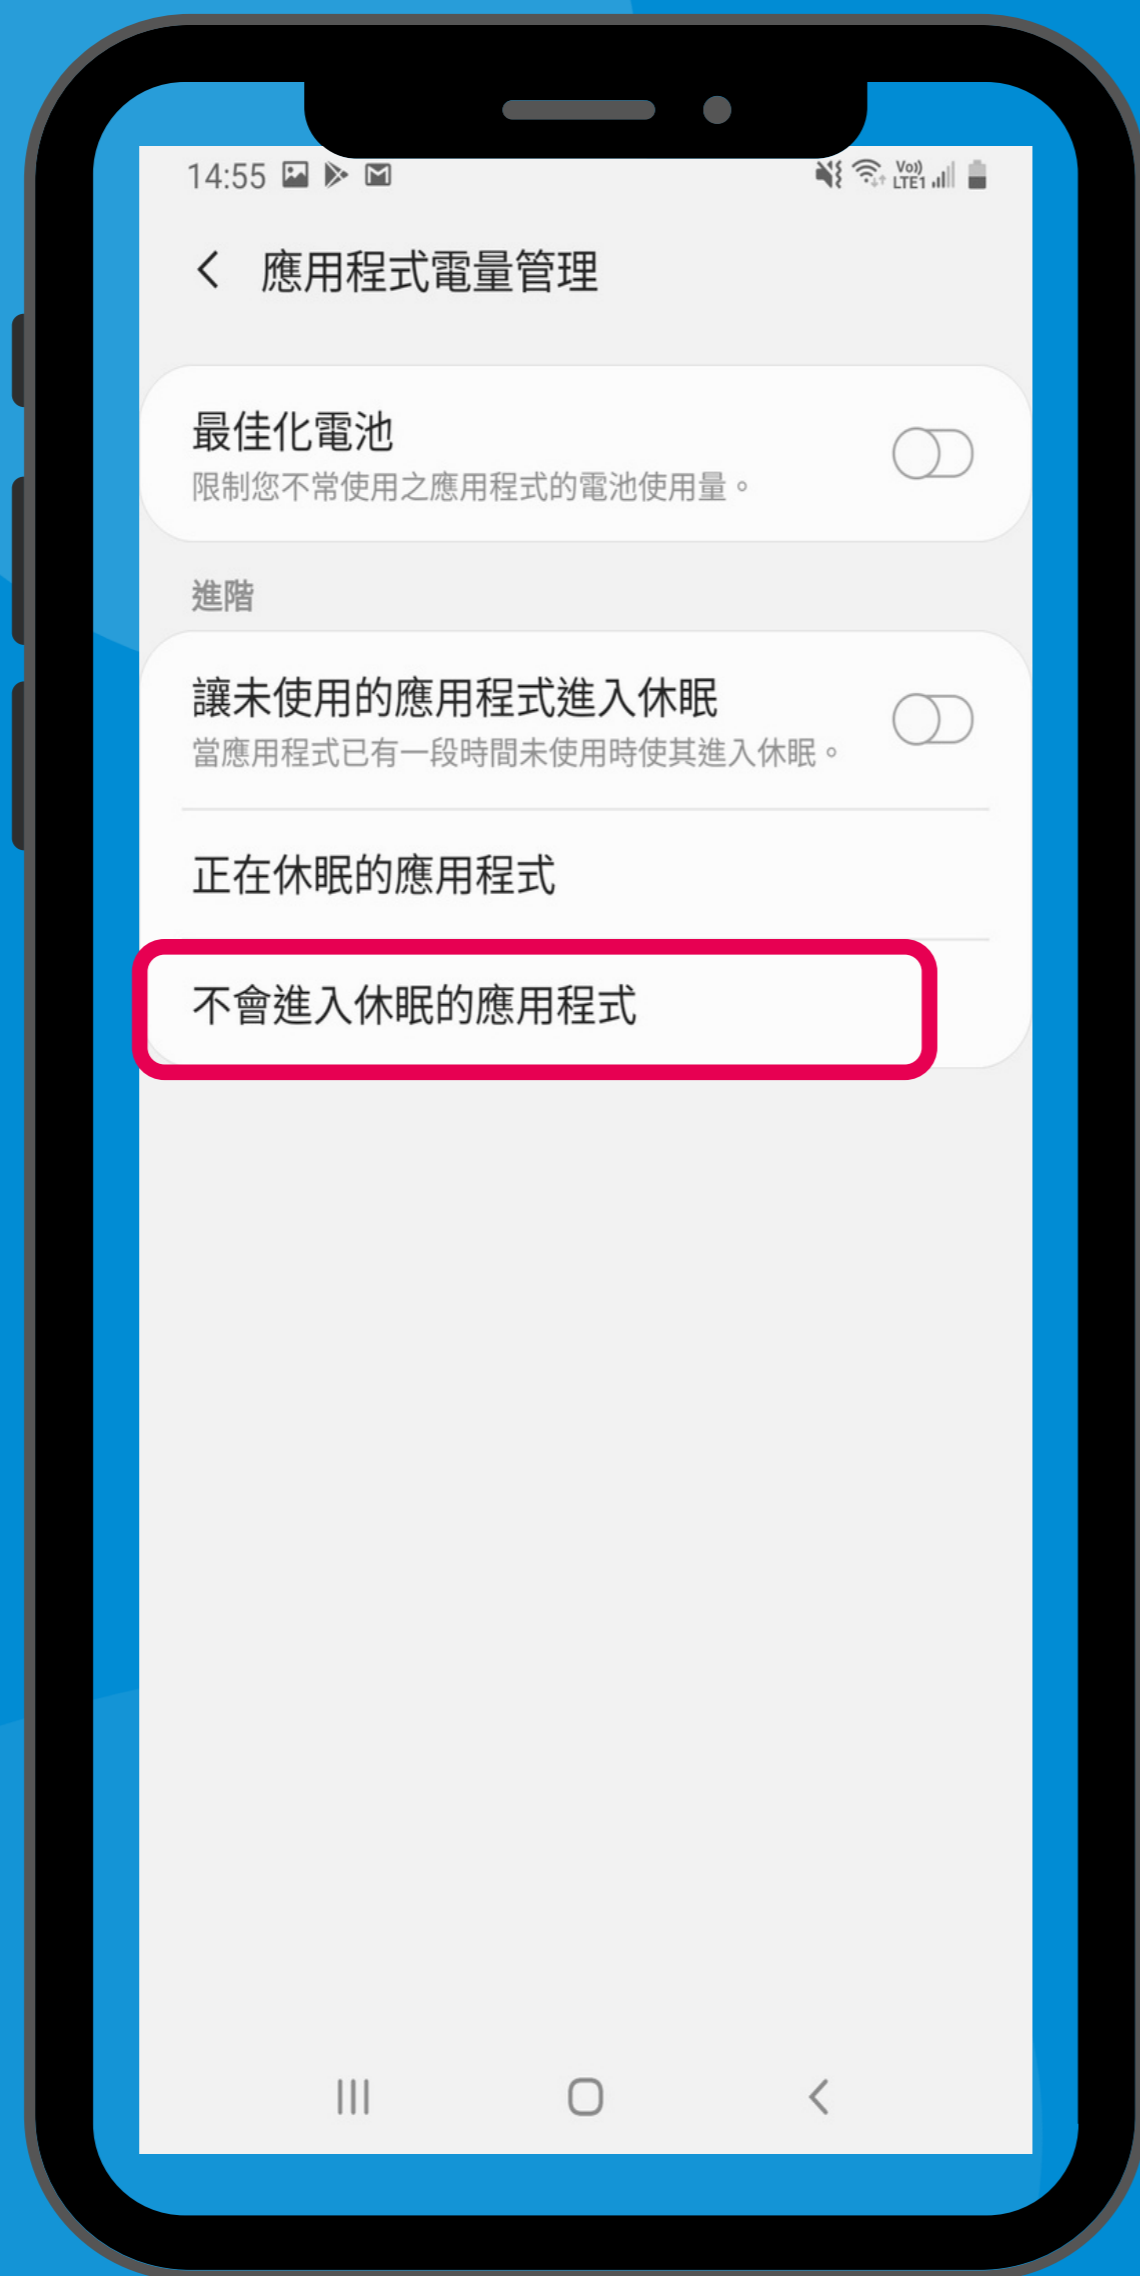 14:55
Vo))
LTE1
應用程式電量管理
最佳化電池
限制您不常使用之應用程式的電池使用量。
進階
讓未使用的應用程式進入休眠
當應用程式已有一段時間未使用時使其進入休眠。
正在休眠的應用程式
不會進入休眠的應用程式